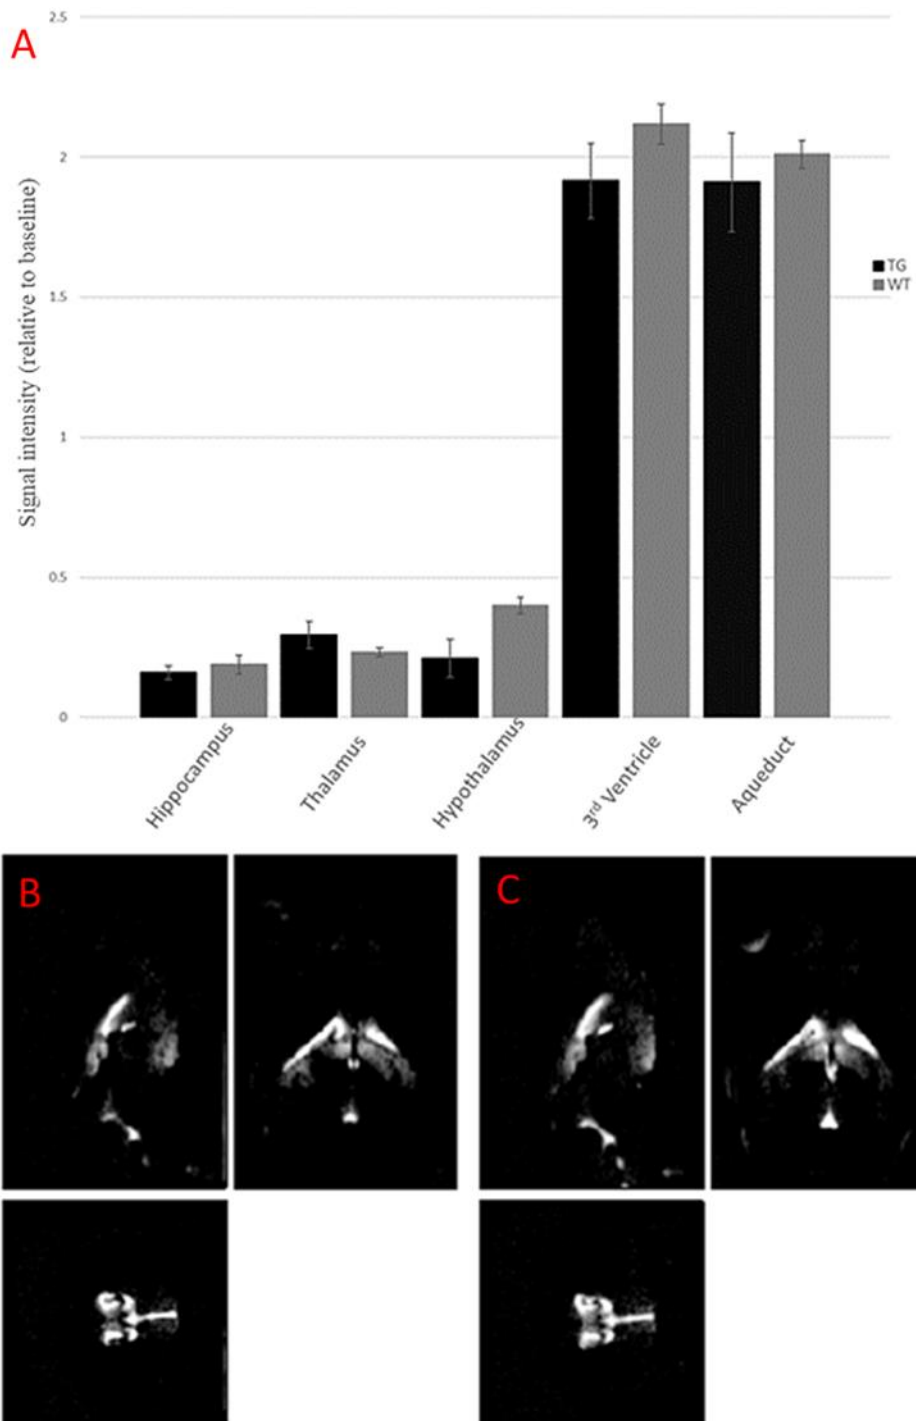 A
2.5
2
1.5
1
0.5
0
Signal intensity (relative to baseline)
TG
WT
Hippocampus
Thalamus
Hypothalamus
3rd Ventricle
Aqueduct
B
C